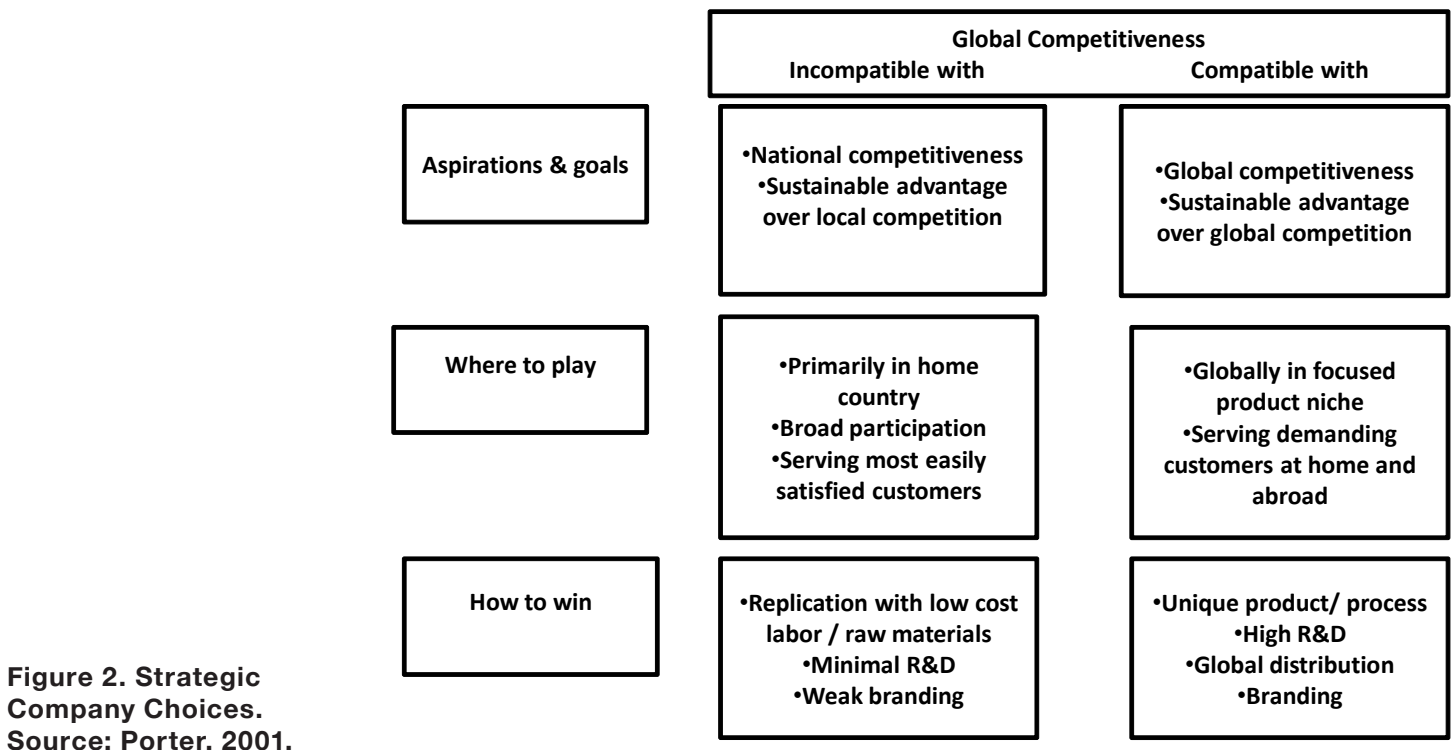 Global Competitiveness
Incompatible with Compatible with
Aspirations & goals
•National competitiveness
•Sustainable advantage
over local competition
•Global competitiveness
•Sustainable advantage
over global competition
Where to play
•Primarily in home
country
•Broad participation
•Serving most easily
satisfied customers
•Globally in focused
product niche
•Serving demanding
customers at home and
abroad
How to win
•Replication with low cost
labor / raw materials
•Minimal R&D
•Weak branding
•Unique product/ process
•High R&D
•Global distribution
•Branding
Figure 2. Strategic
Company Choices.
Source: Porter, 2001.